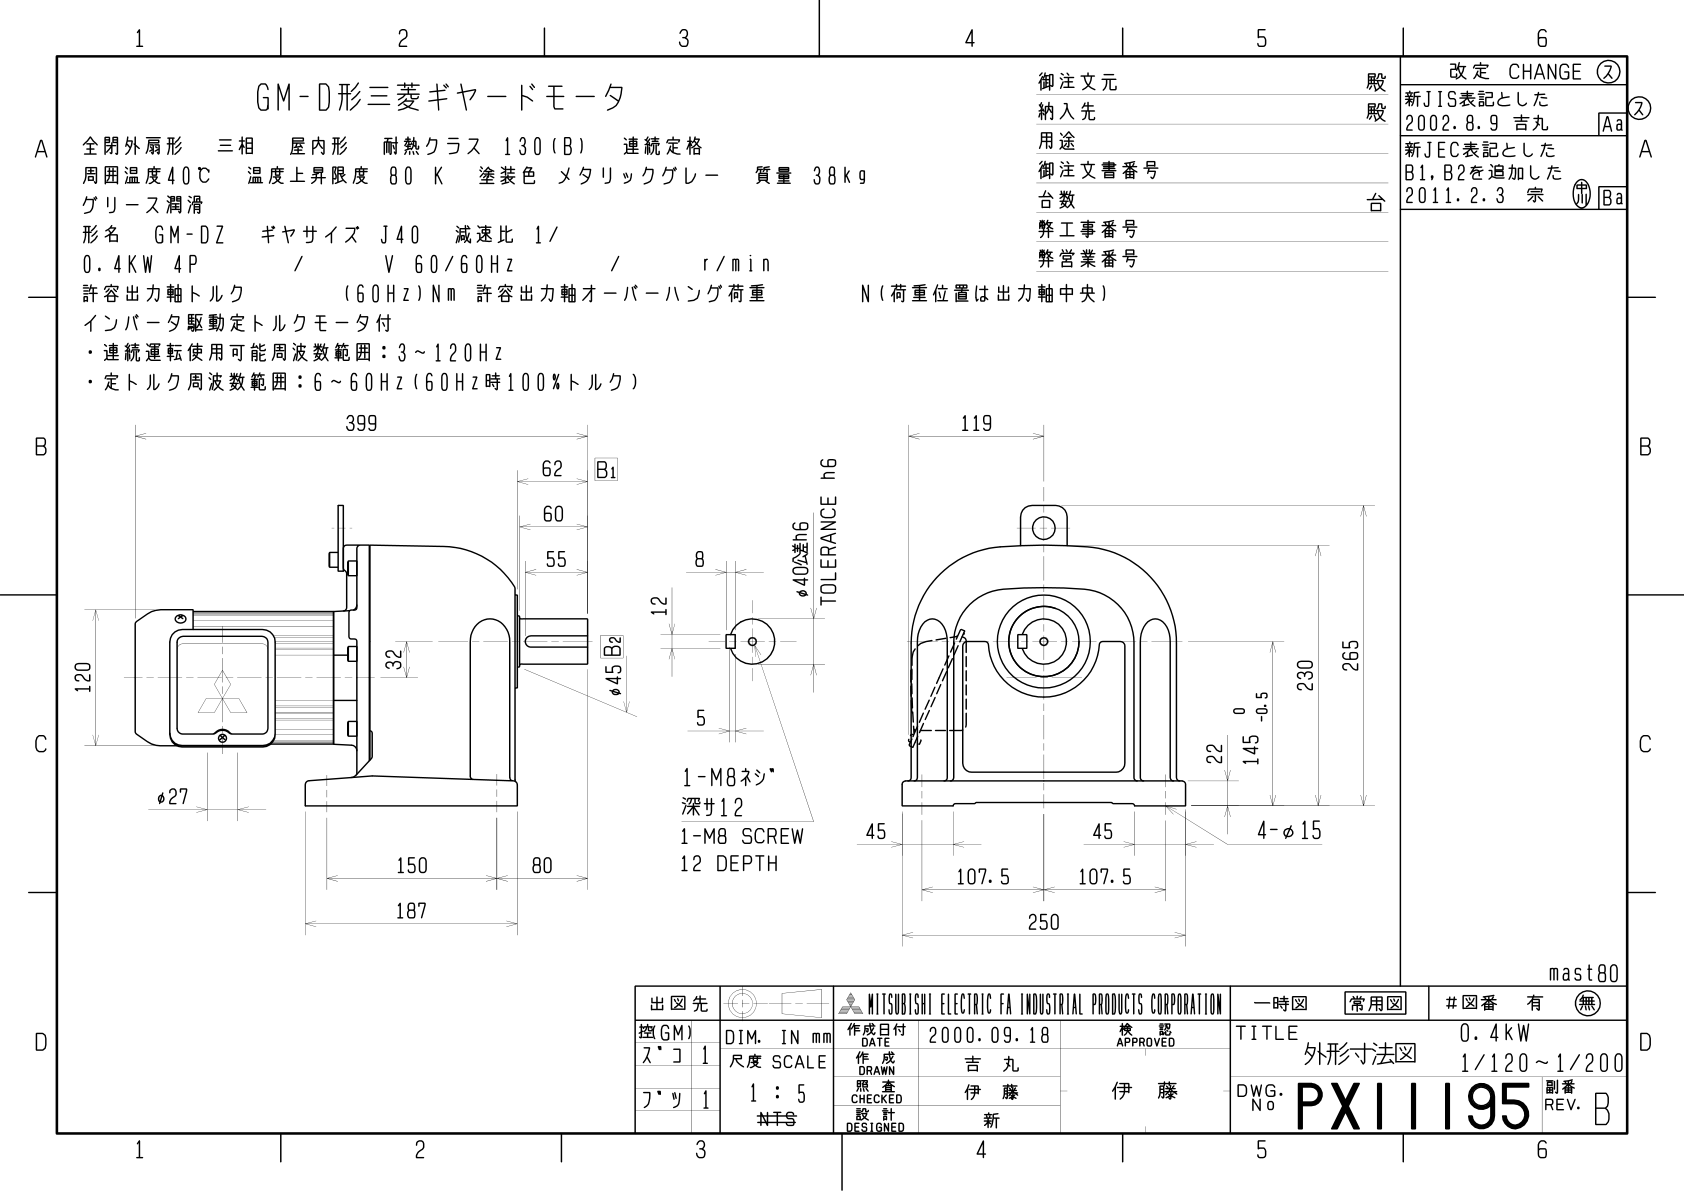 1 2 3 4 5 6
GM-D形三菱ギヤードモータ
全閉外扇形 三相 屋内形 耐熱クラス 130(B) 連続定格
周囲温度40℃ 温度上昇限度 80 K 塗装色 メタリックグレー 質量 38kg
グリース潤滑
形名 GM-DZ ギヤサイズ J40 減速比 1/
0.4KW 4P / V 60/60Hz / r/min
許容出力軸トルク (60Hz)Nm 許容出力軸オーバーハング荷重 N(荷重位置は出力軸中央)
インバータ駆動定トルクモータ付
・連続運転使用可能周波数範囲：3~120Hz
・定トルク周波数範囲：6~60Hz(60Hz時100%トルク)
御注文元 殿
納入先 殿
用途
御注文書番号
台数 台
弊工事番号
弊営業番号
改定 CHANGE ス
新JIS表記とした
2002.8.9 吉丸 Aa
ス
新JEC表記とした
B1,B2を追加した
2011.2.3 宗 Ba
A A
B B
C C
D D
399
62 B1
60
55
120
32
φ45 B2
φ27
150 80
187
8
12
5
φ40公差h6
TOLERANCE h6
1-M8ネジ
深サ12
1-M8 SCREW
12 DEPTH
119
265
230
145 0 -0.5
22
4-φ15
45 45
107.5 107.5
250
mast80
出図先 MITSUBISHI ELECTRIC FA INDUSTRIAL PRODUCTS CORPORATION 一時図 常用図 #図番 有 無
控(GM)
スﾞコ 1
フﾞツ 1
DIM. IN mm
尺度 SCALE
1 : 5
NTS
作成日付 DATE 2000.09.18
作成 DRAWN 吉丸
照査 CHECKED 伊藤
設計 DESIGNED 新
検認 APPROVED
伊藤
TITLE 外形寸法図
0.4kW
1/120~1/200
DWG. No PX11195 副番 REV. B
1 2 3 4 5 6